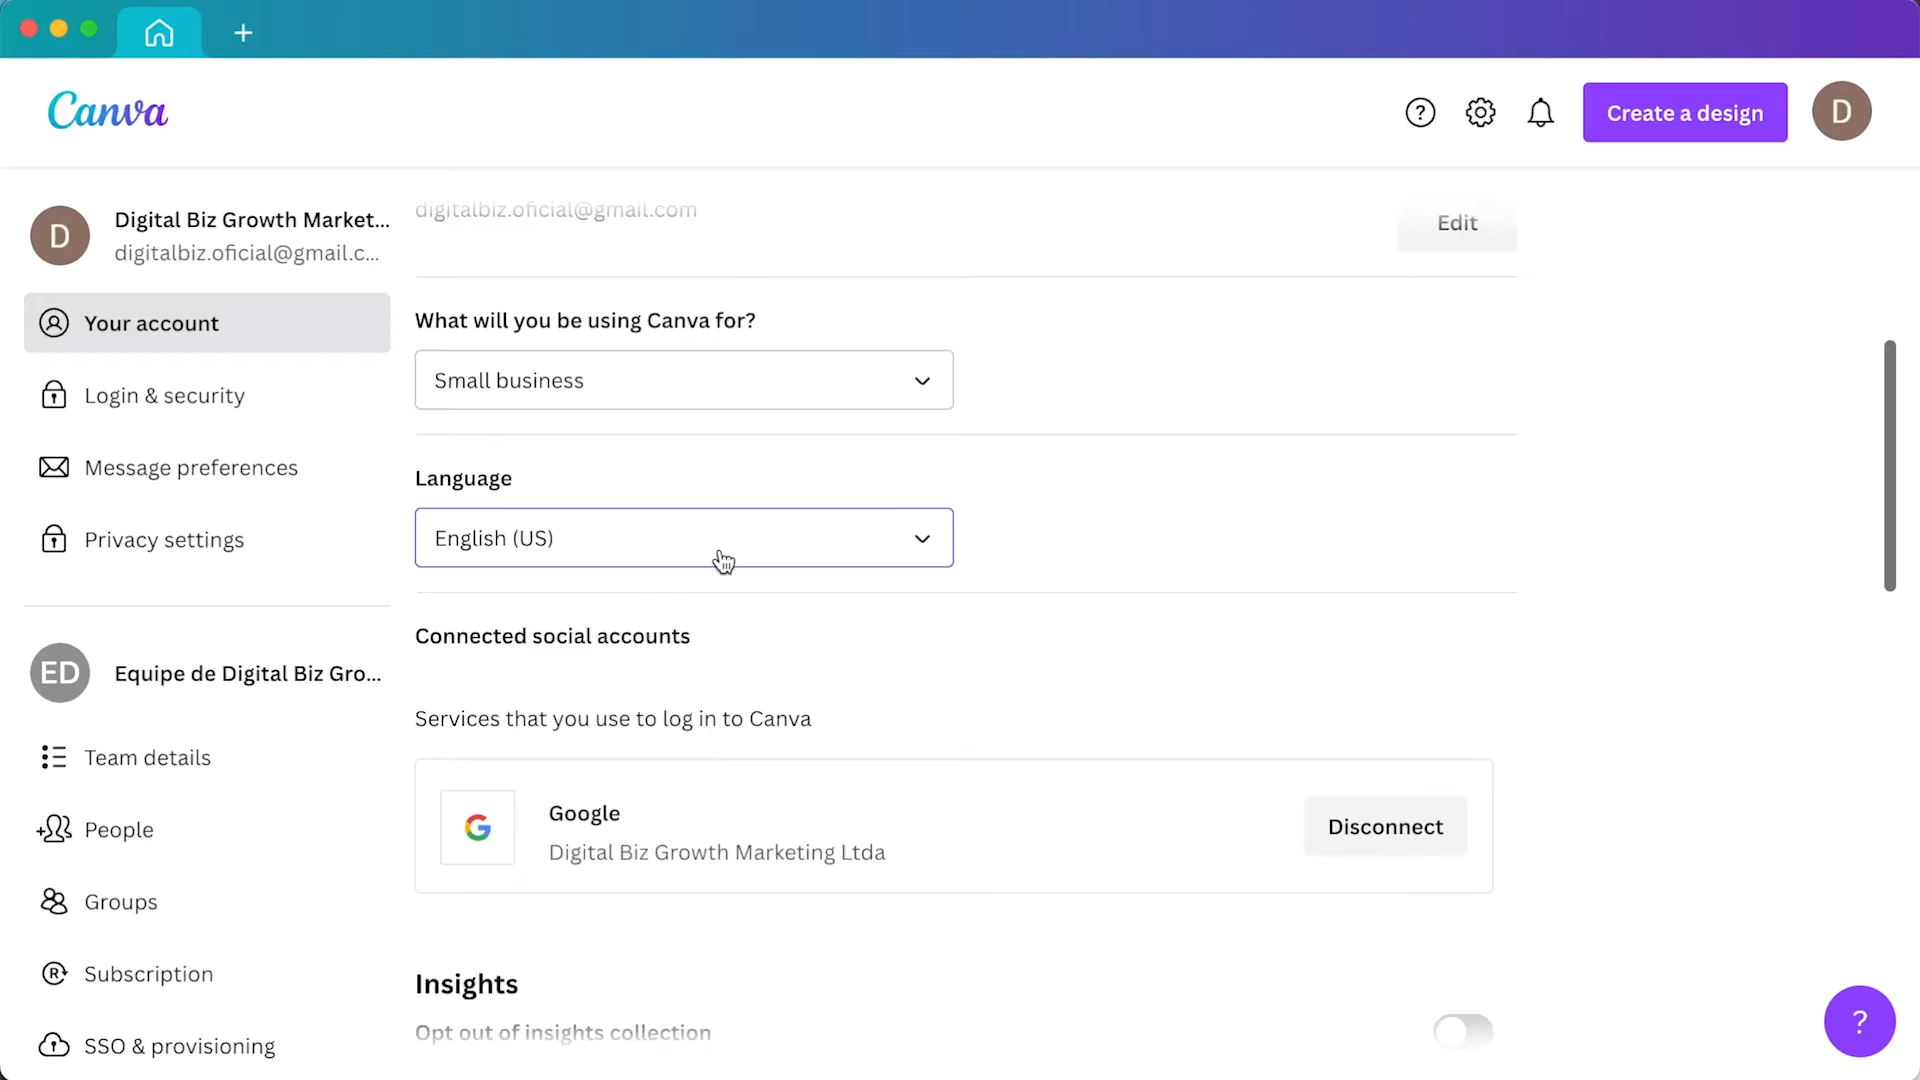 Canva
Create a design
D
D
Digital Biz Growth Market...
digitalbiz.oficial@gmail.c...
Your account
Login & security
Message preferences
Privacy settings
ED
Equipe de Digital Biz Gro...
Team details
People
Groups
Subscription
SSO & provisioning
digitalbiz.oficial@gmail.com
Edit
What will you be using Canva for?
Small business
Language
English (US)
Connected social accounts
Services that you use to log in to Canva
Google
Digital Biz Growth Marketing Ltda
Disconnect
Insights
Opt out of insights collection
?